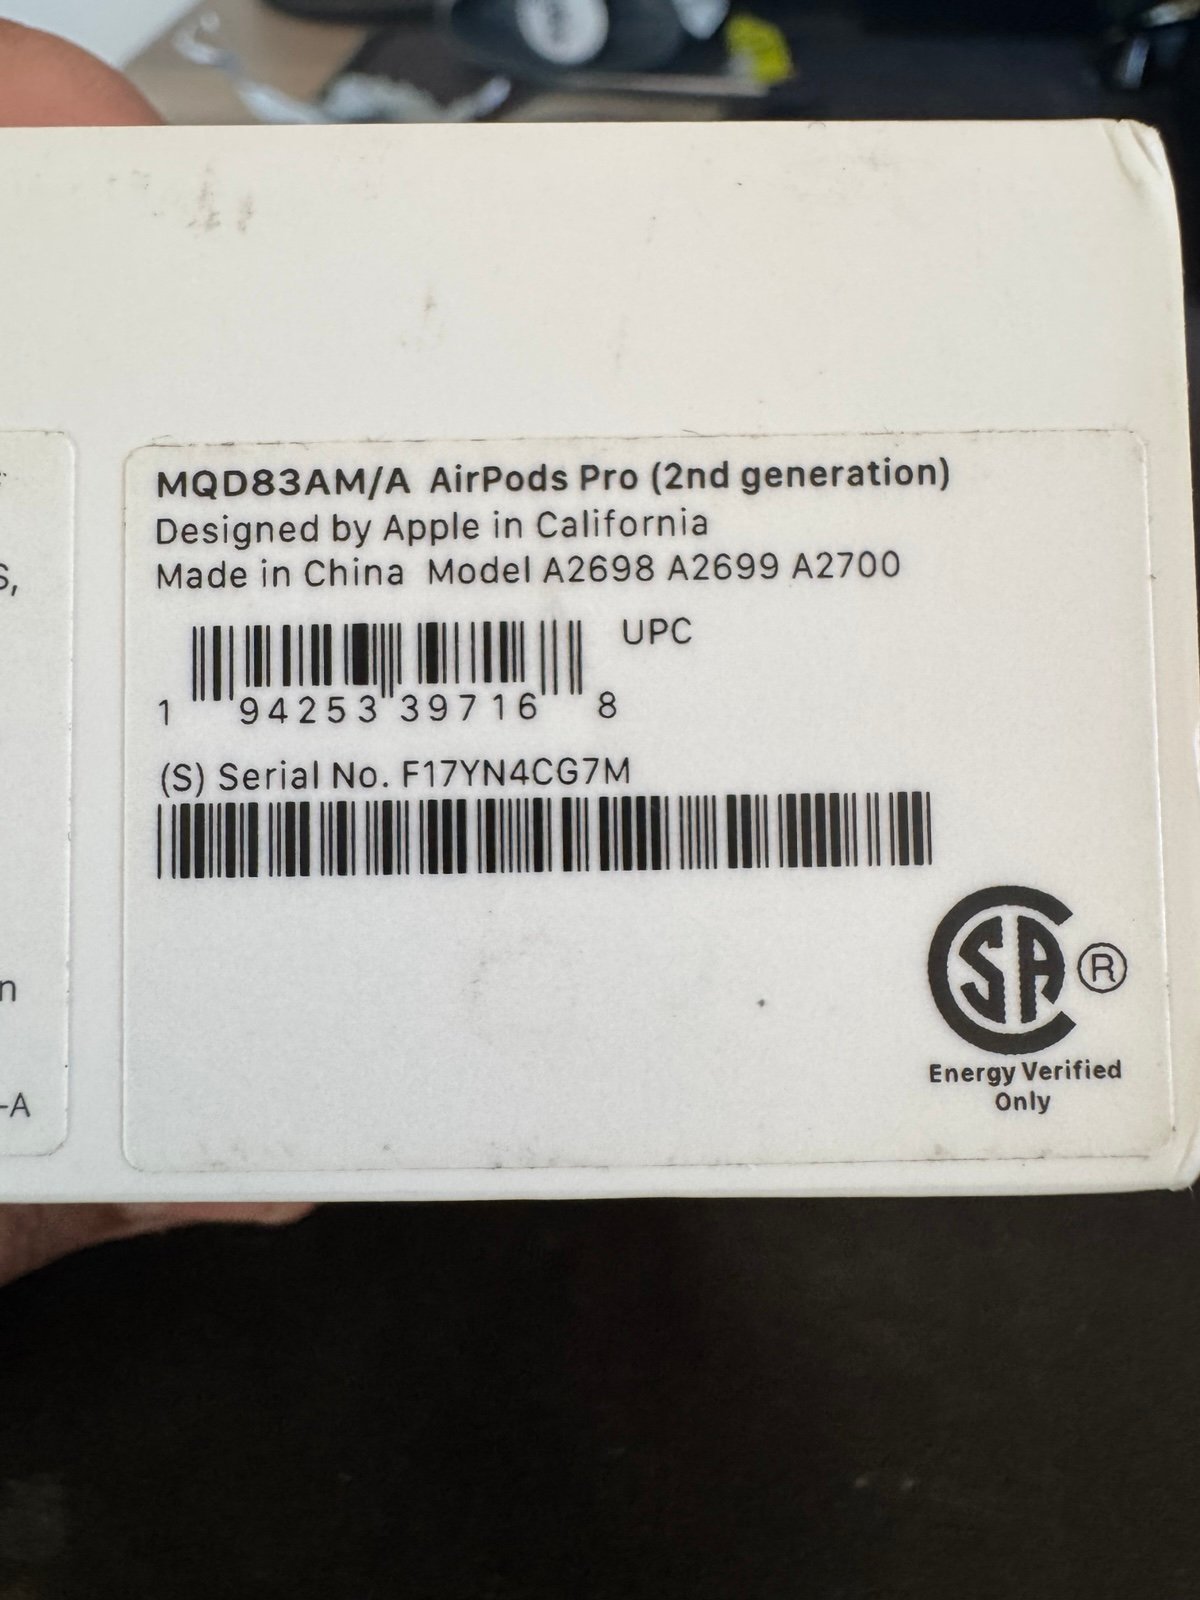 MQD83AM/A AirPods Pro (2nd generation)
Designed by Apple in California
Made in China Model A2698 A2699 A2700
UPC
1 94253 39716 8
(S) Serial No. F17YN4CG7M
CSA ®
Energy Verified
Only
s,
n
-A